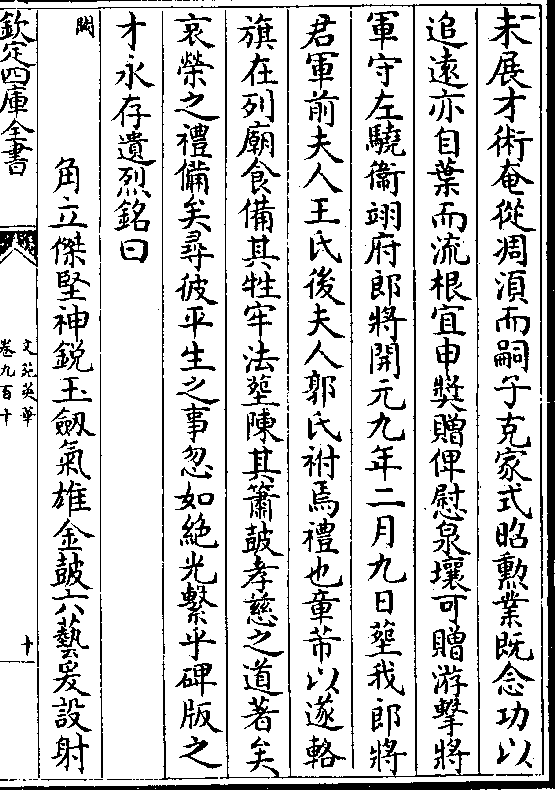 未展才術奄從凋湏而嗣子克家式昭勲業既念功以
追遠亦自葉而流根宜申奬贈俾慰泉壤可贈游擊將
軍守左驍衞翊府郎將開元九年二月九日塟我郎將
君軍前夫人王氏後夫人郭氏祔焉禮也章芾以遂輅
旗在列廟食備其牲牢法塟陳其簫鼓孝慈之道著矣
哀榮之禮備矣尋彼平生之事忽如絶光繫乎碑版之
才永存遺烈銘曰
闕　　　角立傑堅神鋭玉劔氣雄金鼓六藝爰設射
欽定四庫全書
文苑英華
卷九百十
十